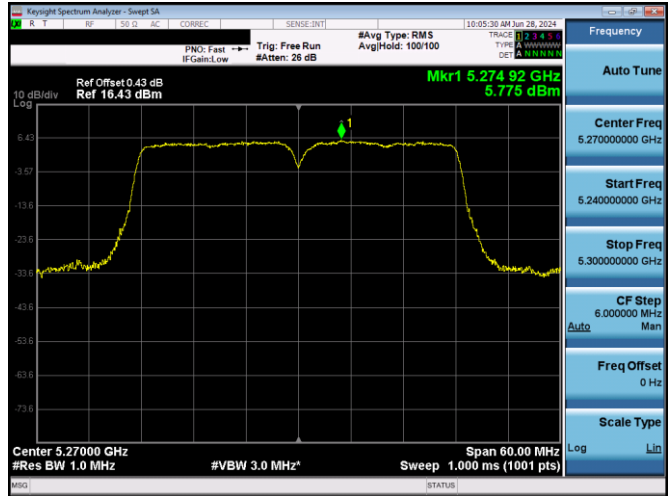 Keysight Spectrum Analyzer - Swept SA
R T RF 50 Ω AC CORREC SENSE:INT 10:05:30 AM Jun 28, 2024
PNO: Fast
IFGain:Low
Trig: Free Run
#Atten: 26 dB
#Avg Type: RMS
Avg|Hold: 100/100
TRACE 1 2 3 4 5 6
TYPE A WWWWW
DET A NNNNN
Mkr1 5.274 92 GHz
5.775 dBm
Ref Offset 0.43 dB
Ref 16.43 dBm
10 dB/div
Log
1
6.43
-3.57
-13.6
-23.6
-33.6
-43.6
-53.6
-63.6
-73.6
Center 5.27000 GHz
Span 60.00 MHz
#Res BW 1.0 MHz
#VBW 3.0 MHz*
Sweep 1.000 ms (1001 pts)
MSG
STATUS
Frequency
Auto Tune
Center Freq
5.270000000 GHz
Start Freq
5.240000000 GHz
Stop Freq
5.300000000 GHz
CF Step
6.000000 MHz
Auto Man
Freq Offset
0 Hz
Scale Type
Log Lin